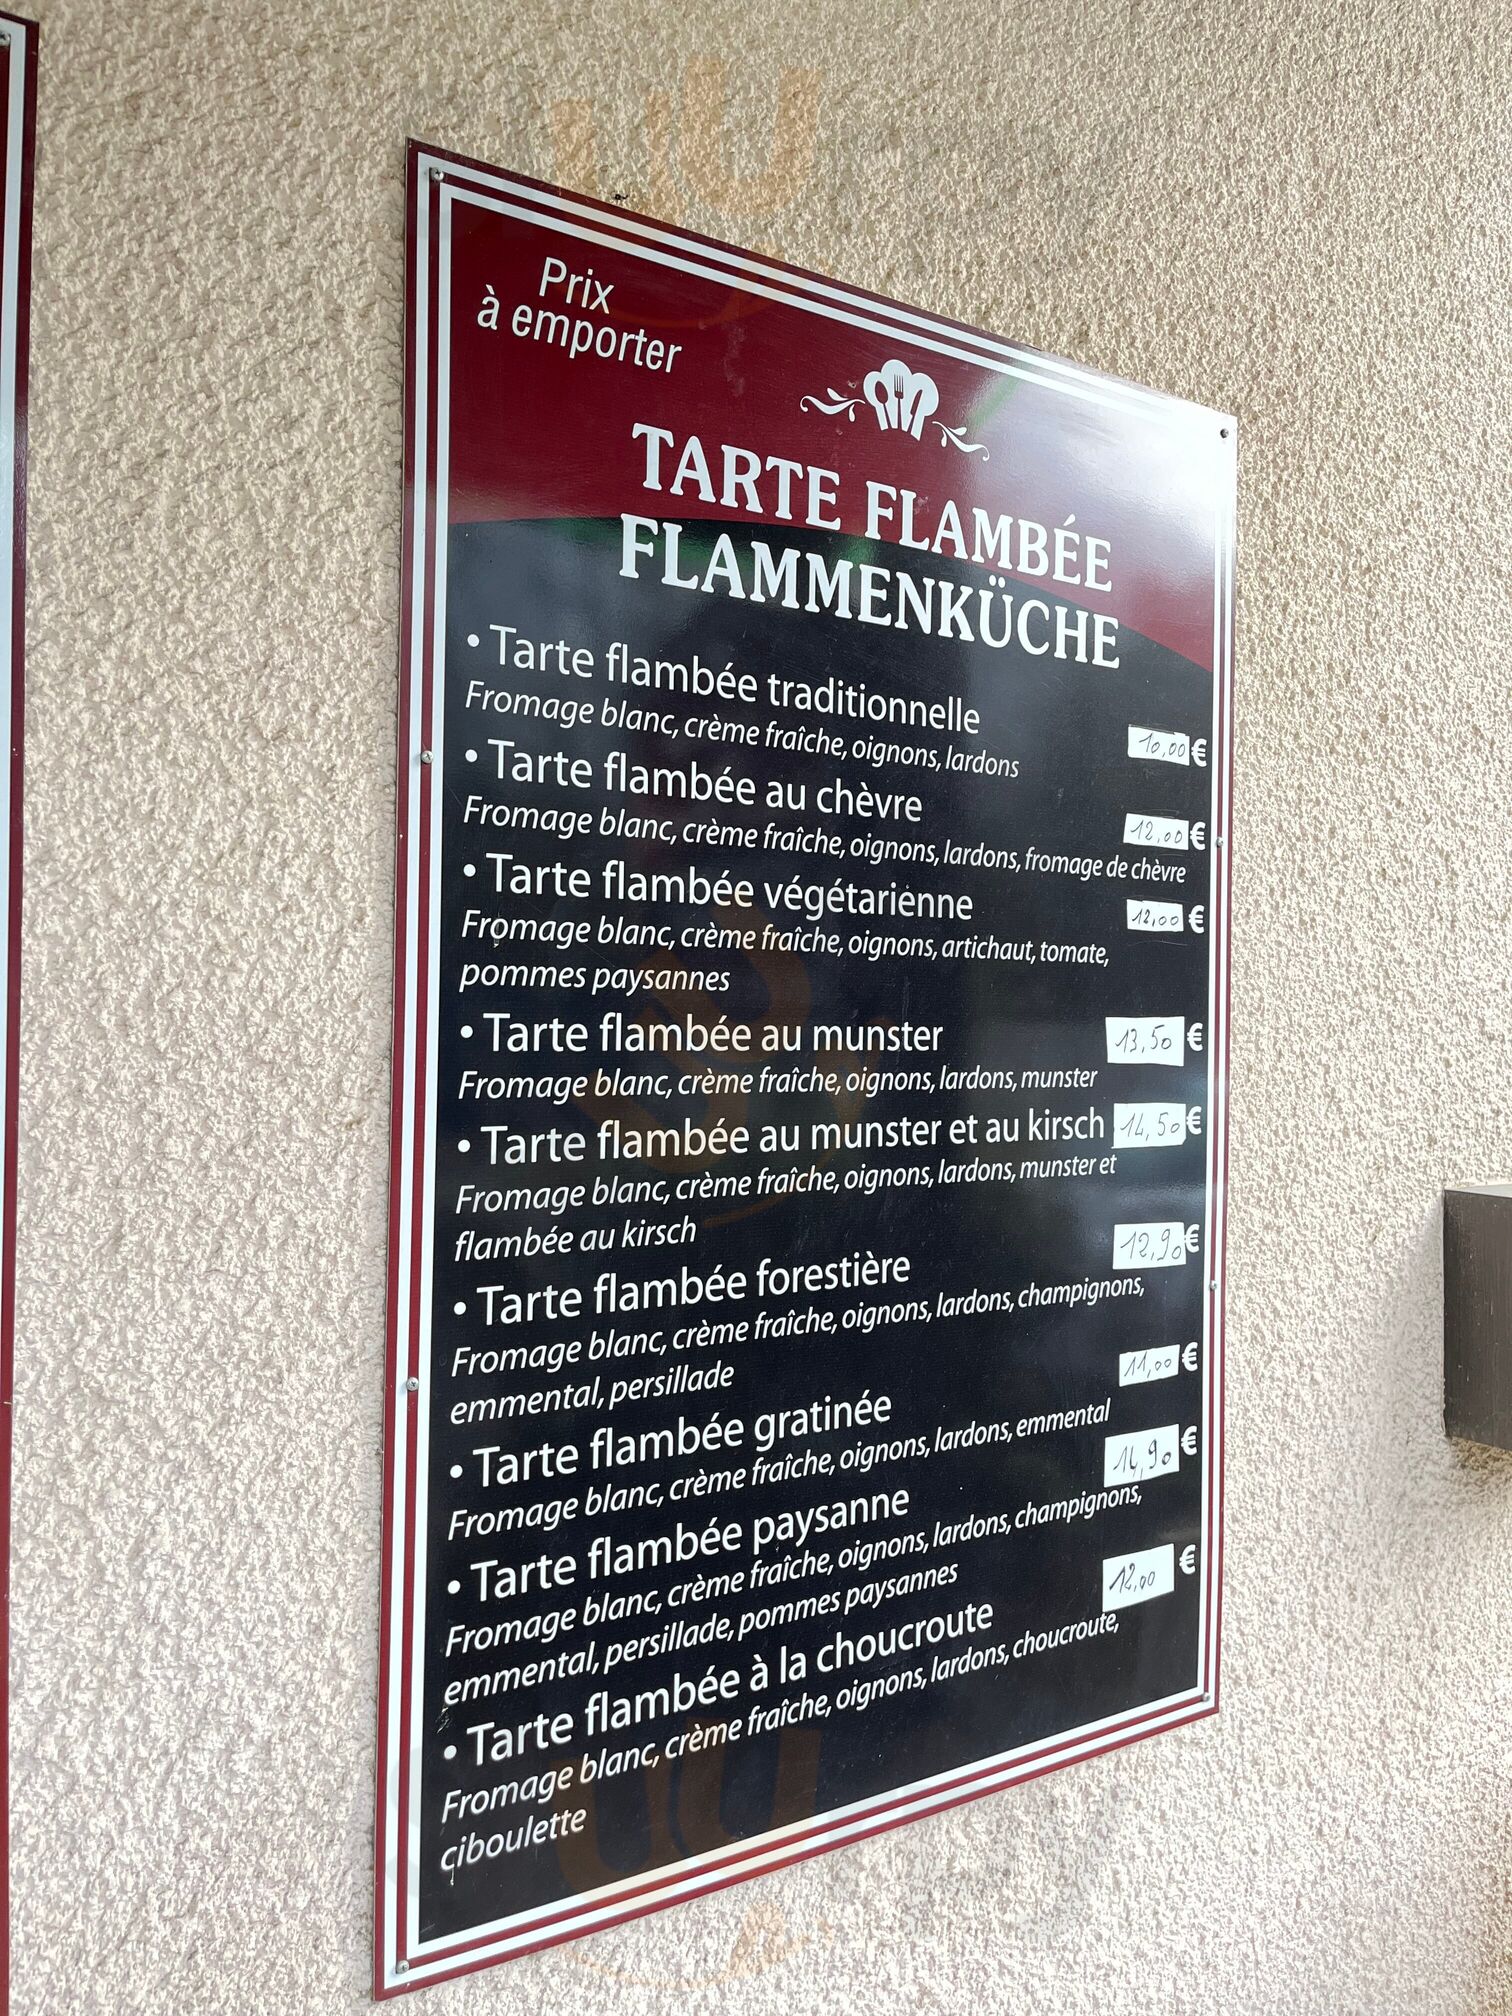 Prix
à emporter
TARTE FLAMBÉE
FLAMMENKÜCHE
• Tarte flambée traditionnelle 10,00 €
Fromage blanc, crème fraîche, oignons, lardons
• Tarte flambée au chèvre 12,00 €
Fromage blanc, crème fraîche, oignons, lardons, fromage de chèvre
• Tarte flambée végétarienne 12,00 €
Fromage blanc, crème fraîche, oignons, artichaut, tomate,
pommes paysannes
• Tarte flambée au munster 13,50 €
Fromage blanc, crème fraîche, oignons, lardons, munster
• Tarte flambée au munster et au kirsch 14,50 €
Fromage blanc, crème fraîche, oignons, lardons, munster et
flambée au kirsch
• Tarte flambée forestière 12,90 €
Fromage blanc, crème fraîche, oignons, lardons, champignons,
emmental, persillade
• Tarte flambée gratinée 11,00 €
Fromage blanc, crème fraîche, oignons, lardons, emmental
• Tarte flambée paysanne 14,90 €
Fromage blanc, crème fraîche, oignons, lardons, champignons,
emmental, persillade, pommes paysannes
• Tarte flambée à la choucroute 12,00 €
Fromage blanc, crème fraîche, oignons, lardons, choucroute,
ciboulette